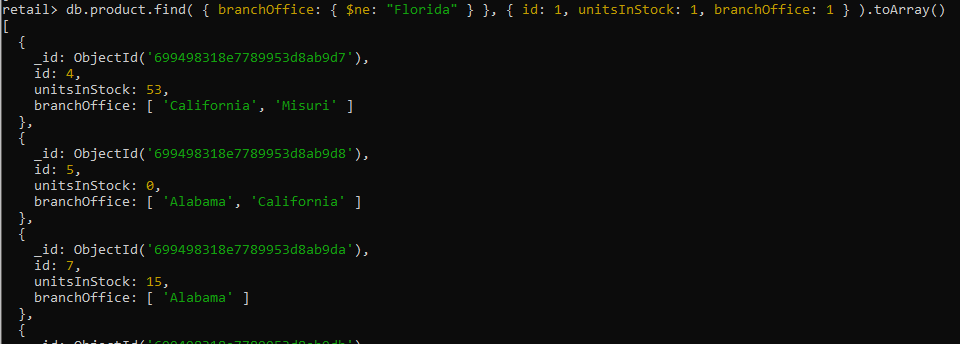 retail> db.product.find( { branchOffice: { $ne: "Florida" } }, { id: 1, unitsInStock: 1, branchOffice: 1 } ).toArray()
[
  {
    _id: ObjectId('699498318e7789953d8ab9d7'),
    id: 4,
    unitsInStock: 53,
    branchOffice: [ 'California', 'Misuri' ]
  },
  {
    _id: ObjectId('699498318e7789953d8ab9d8'),
    id: 5,
    unitsInStock: 0,
    branchOffice: [ 'Alabama', 'California' ]
  },
  {
    _id: ObjectId('699498318e7789953d8ab9da'),
    id: 7,
    unitsInStock: 15,
    branchOffice: [ 'Alabama' ]
  },
  {